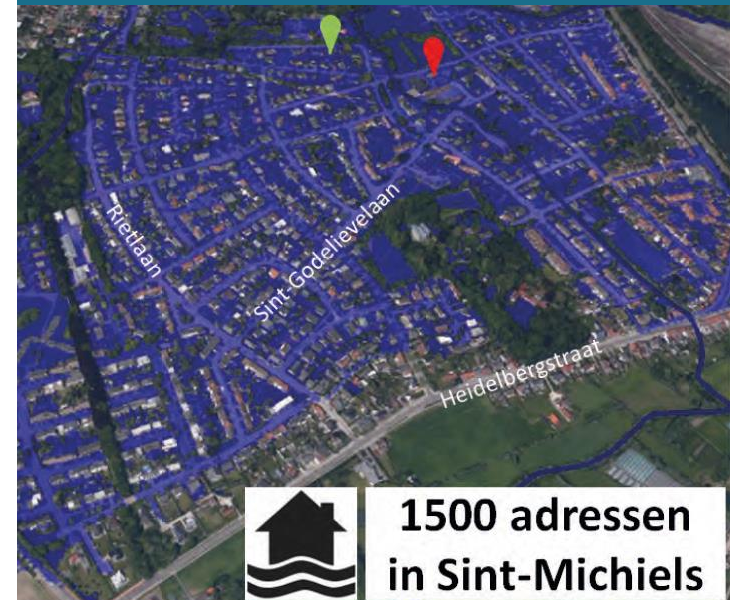 Rietlaan
Sint-Godelievelaan
Heidelbergstraat
1500 adressen
in Sint-Michiels